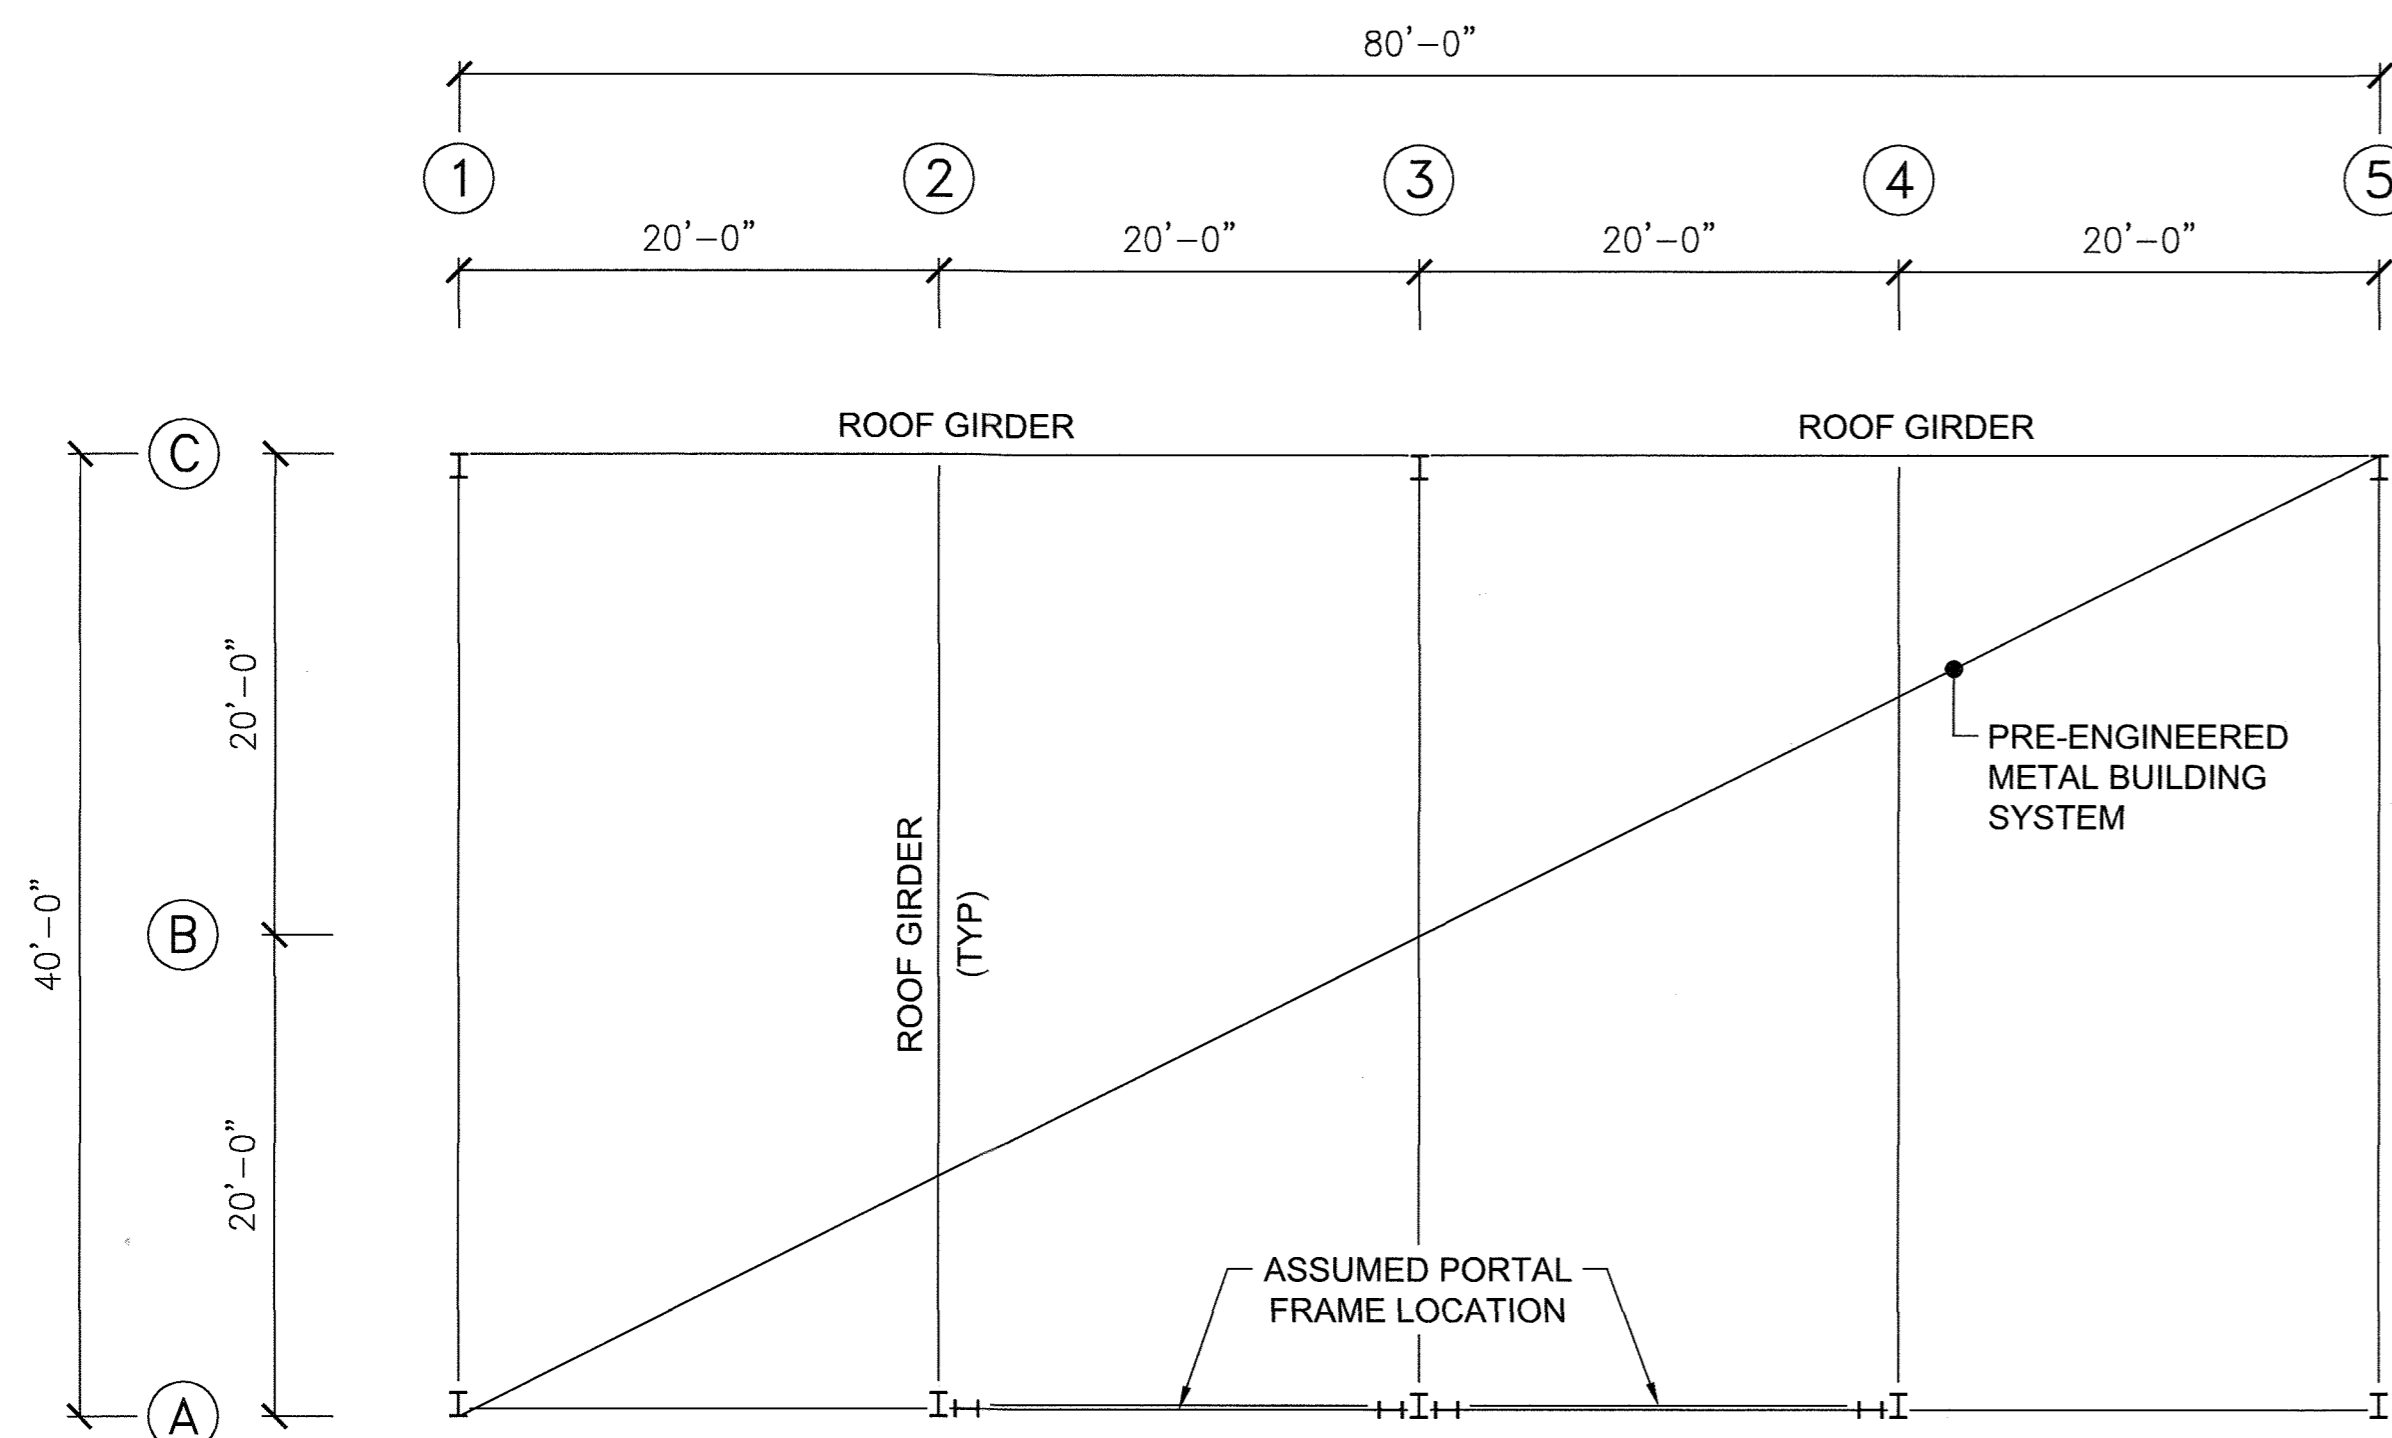 80'-0"
1
2
3
4
5
20'-0"
20'-0"
20'-0"
20'-0"
ROOF GIRDER
ROOF GIRDER
C
20'-0"
PRE-ENGINEERED
METAL BUILDING
SYSTEM
40'-0"
B
ROOF GIRDER
(TYP)
20'-0"
ASSUMED PORTAL
FRAME LOCATION
A